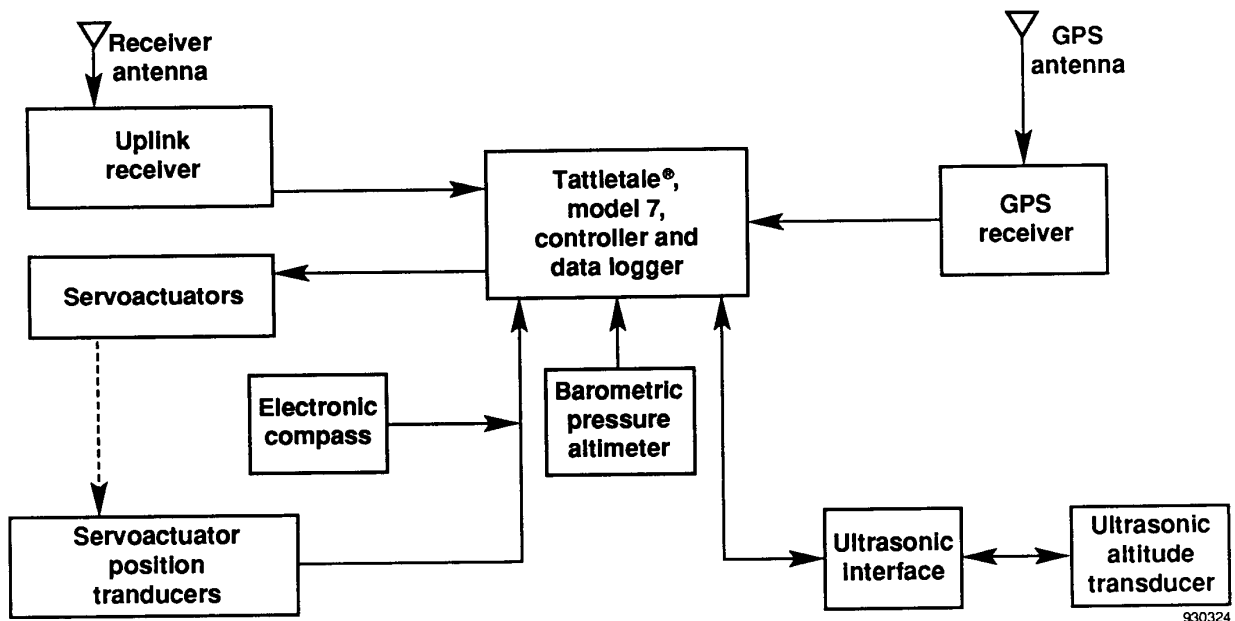 Receiver
antenna
GPS
antenna
Uplink
receiver
Tattletale®,
model 7,
controller and
data logger
GPS
receiver
Servoactuators
Electronic
compass
Barometric
pressure
altimeter
Servoactuator
position
tranducers
Ultrasonic
interface
Ultrasonic
altitude
transducer
930324